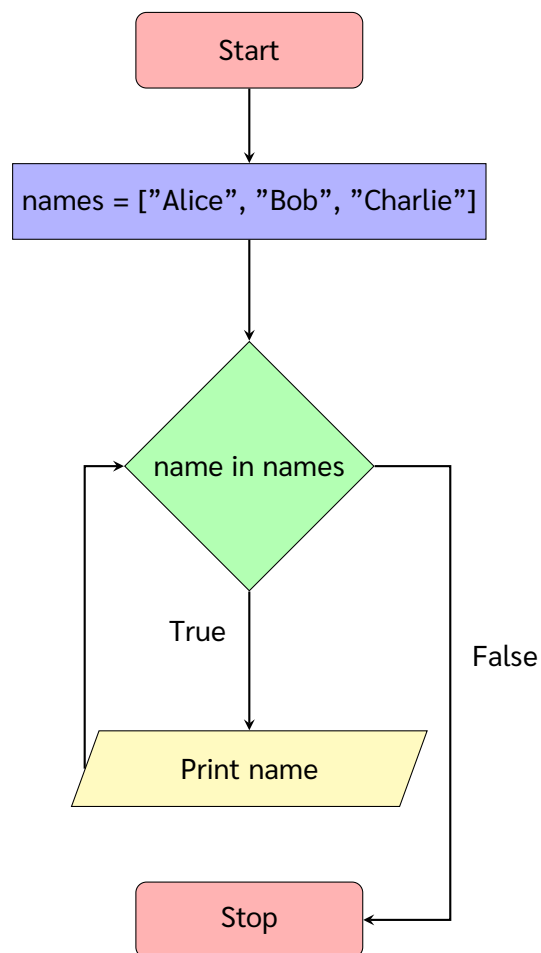 Start
names = [”Alice”, ”Bob”, ”Charlie”]
name in names
True
False
Print name
Stop